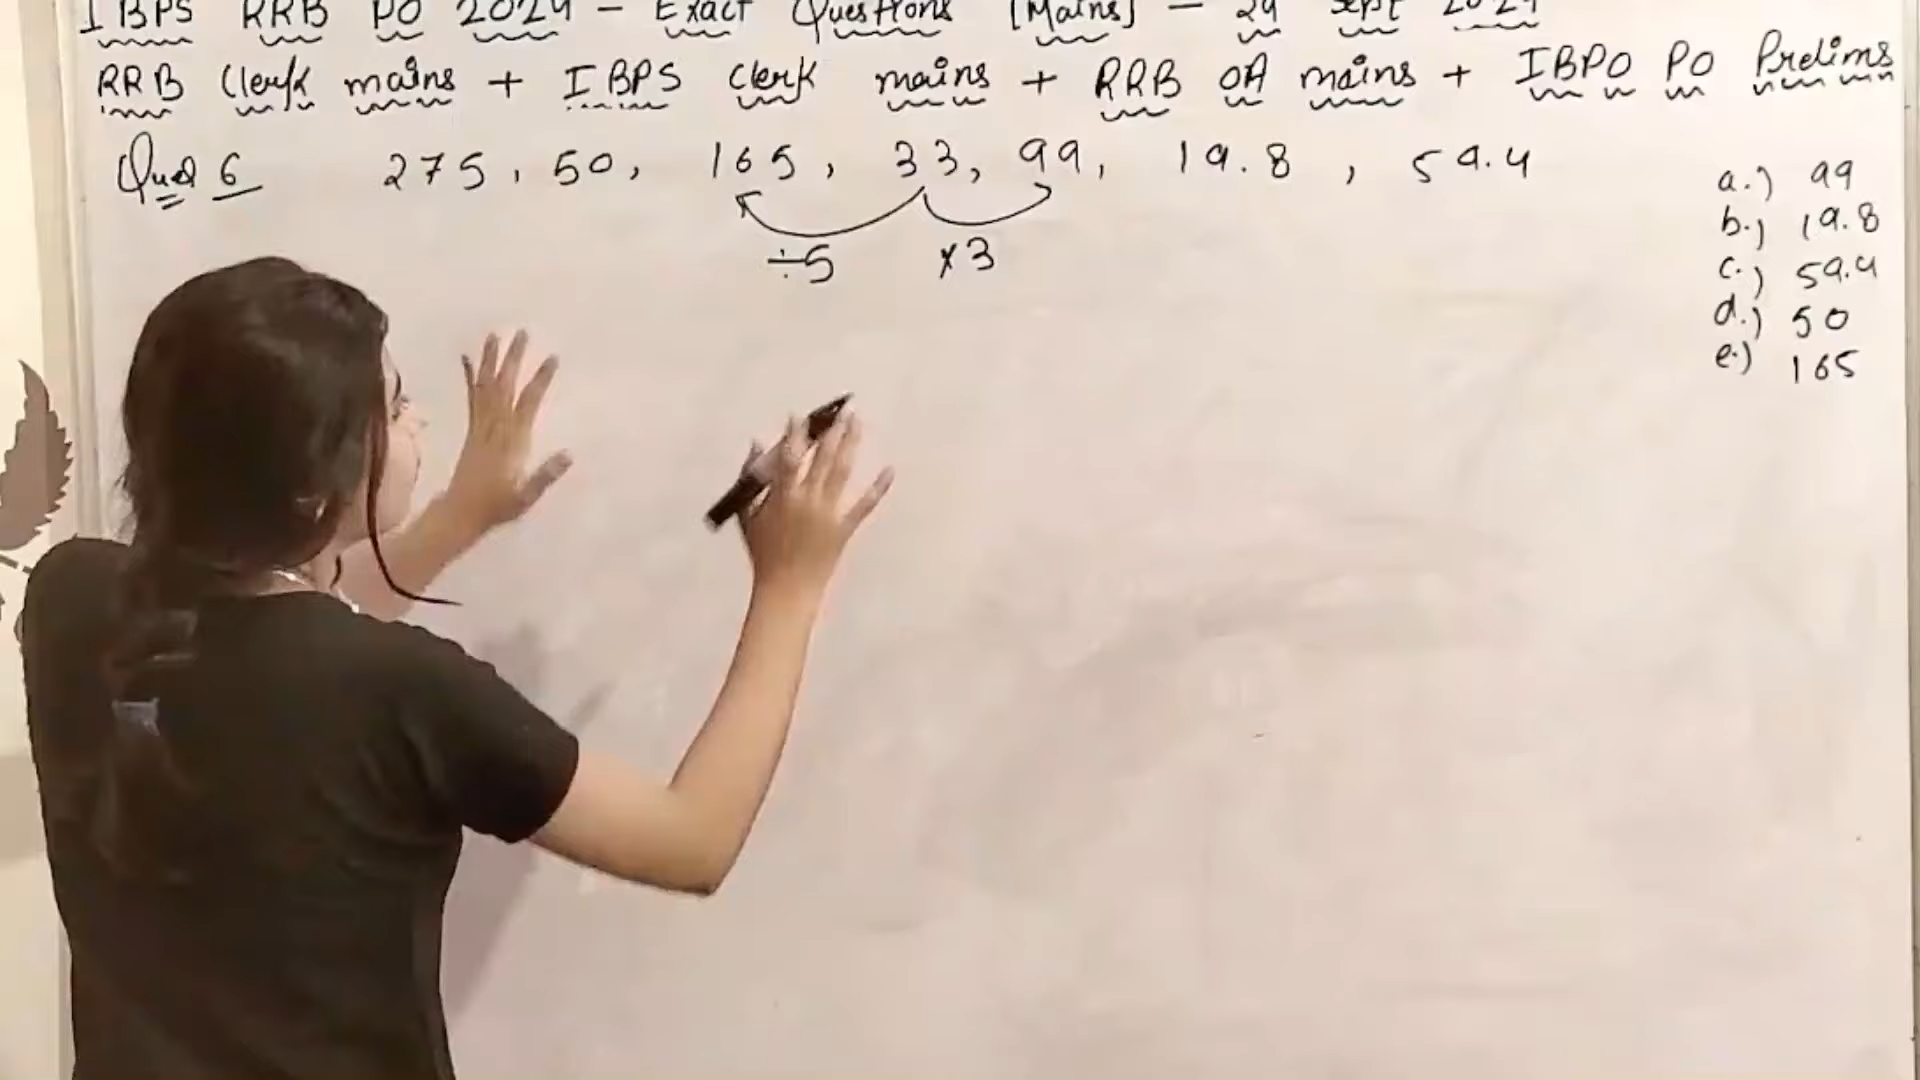 IBPS RRB PO 2024 - Exact Questions [Mains] - 29 Sept 2024
RRB Clerk mains + IBPS Clerk mains + RRB OA mains + IBPO PO Prelims
Ques 6 275, 50, 165, 33, 99, 19.8, 59.4
÷5 ×3
a.) 99
b.) 19.8
c.) 59.4
d.) 50
e.) 165